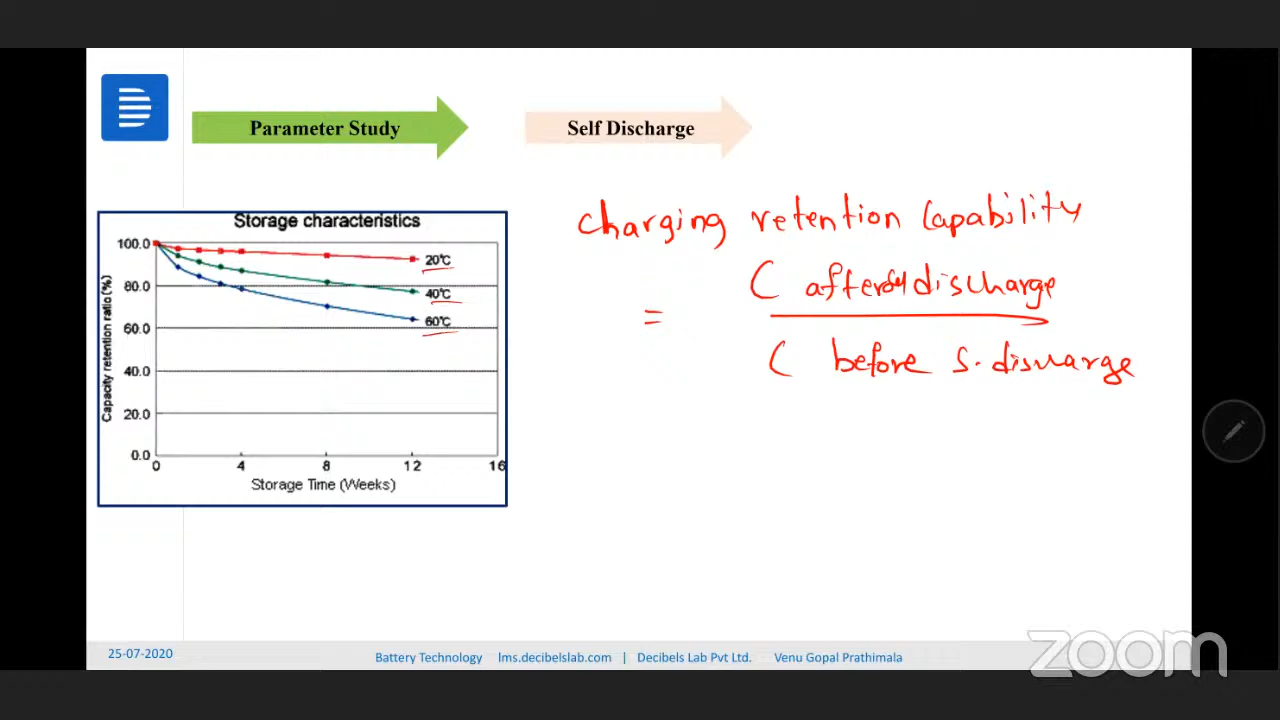 Parameter Study
Self Discharge
Storage characteristics
100.0
80.0
60.0
40.0
20.0
0.0
Capacity retention ratio (%)
20℃
40℃
60℃
0 4 8 12 16
Storage Time (Weeks)
charging retention capability
C after self discharge
=
C before S. discharge
25-07-2020
Battery Technology lms.decibelslab.com | Decibels Lab Pvt Ltd. Venu Gopal Prathimala
zoom